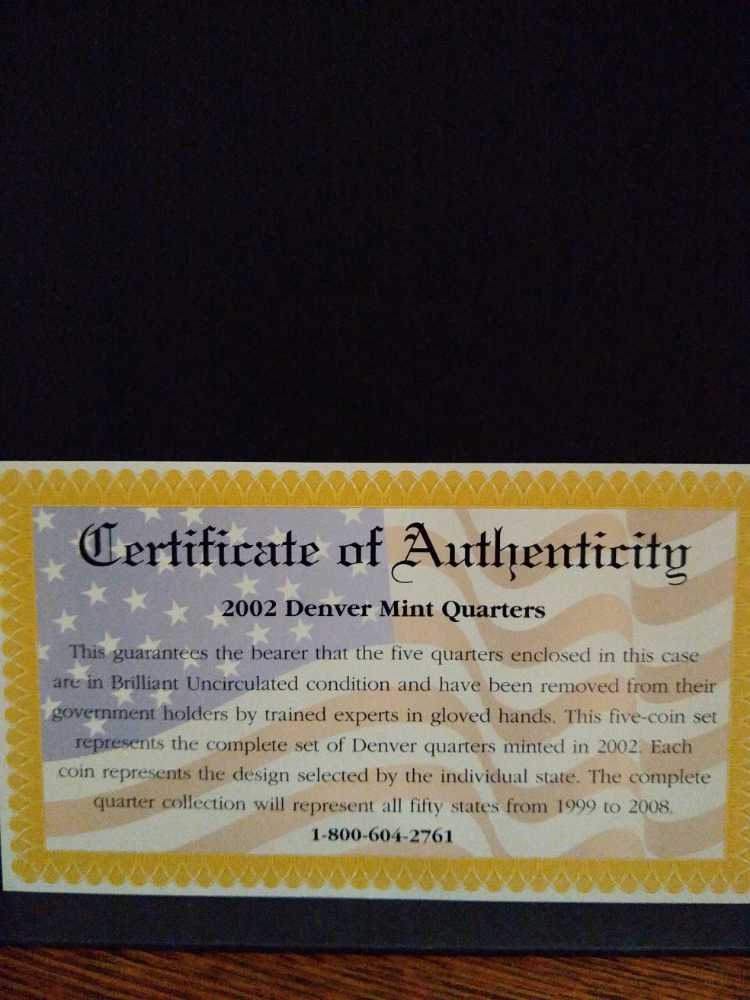 Certificate of Authenticity
2002 Denver Mint Quarters
This guarantees the bearer that the five quarters enclosed in this case
are in Brilliant Uncirculated condition and have been removed from their
government holders by trained experts in gloved hands. This five-coin set
represents the complete set of Denver quarters minted in 2002. Each
coin represents the design selected by the individual state. The complete
quarter collection will represent all fifty states from 1999 to 2008.
1-800-604-2761